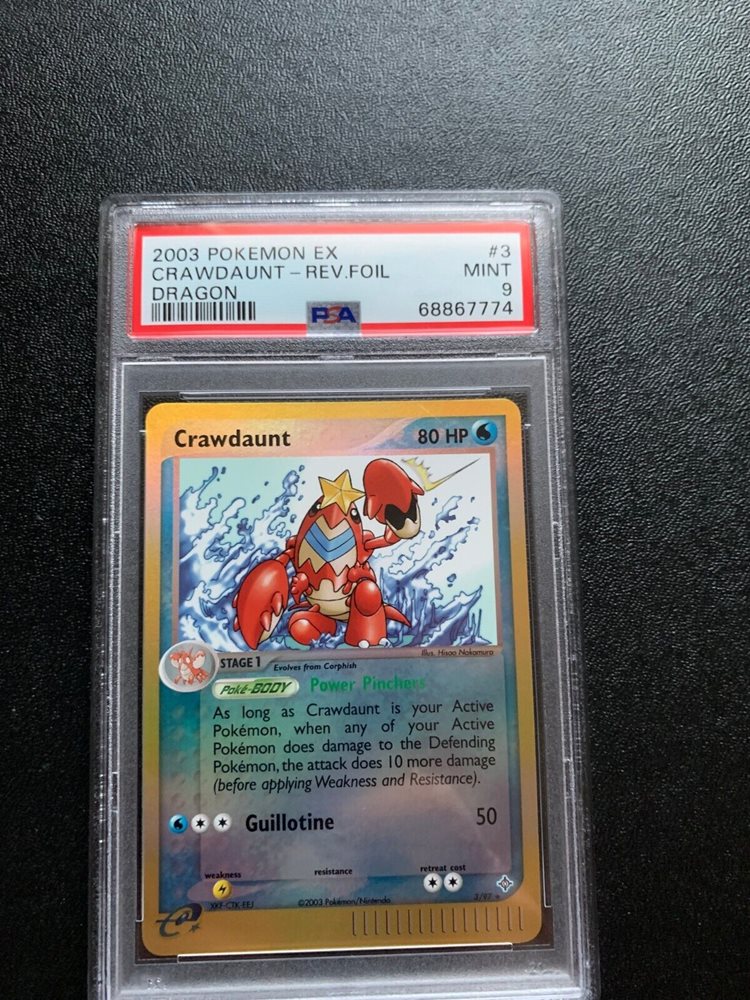 2003 POKEMON EX #3
CRAWDAUNT - REV.FOIL MINT
DRAGON 9
PSA 68867774
Crawdaunt 80 HP
Illus. Hisao Nakamura
STAGE 1 Evolves from Corphish
Poké-BODY Power Pinchers
As long as Crawdaunt is your Active
Pokémon, when any of your Active
Pokémon does damage to the Defending
Pokémon, the attack does 10 more damage
(before applying Weakness and Resistance).
Guillotine 50
weakness resistance retreat cost
XKF-CTK-EEJ ©2003 Pokémon/Nintendo 3/97 ★
e